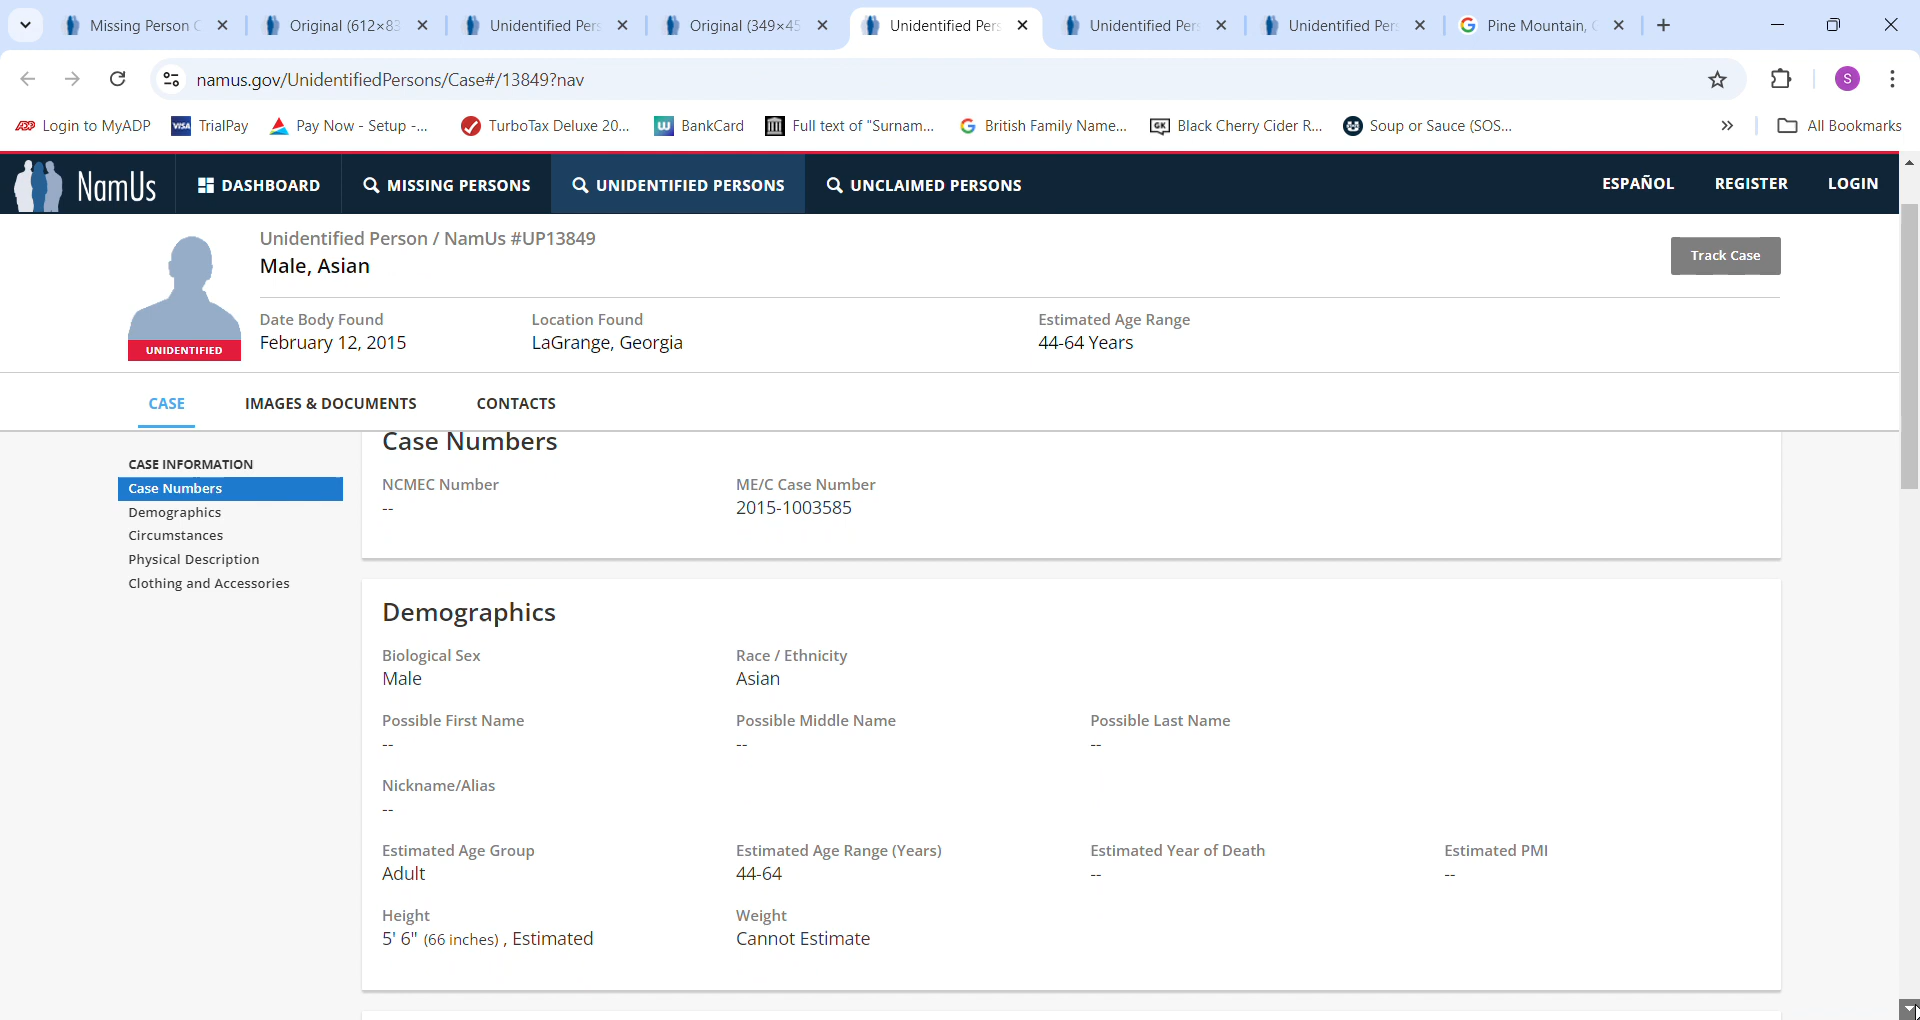 Missing Person C
Original (612×83
Unidentified Pers
Original (349×45
Unidentified Pers
Unidentified Pers
Unidentified Pers
Pine Mountain,
namus.gov/UnidentifiedPersons/Case#/13849?nav
S
Login to MyADP
VISA TrialPay
Pay Now - Setup -...
TurboTax Deluxe 20...
BankCard
Full text of "Surnam...
British Family Name...
GK Black Cherry Cider R...
Soup or Sauce (SOS...
All Bookmarks
NamUs
DASHBOARD
MISSING PERSONS
UNIDENTIFIED PERSONS
UNCLAIMED PERSONS
ESPAÑOL
REGISTER
LOGIN
UNIDENTIFIED
Unidentified Person / NamUs #UP13849
Male, Asian
Track Case
Date Body Found
February 12, 2015
Location Found
LaGrange, Georgia
Estimated Age Range
44-64 Years
CASE
IMAGES & DOCUMENTS
CONTACTS
CASE INFORMATION
Case Numbers
Demographics
Circumstances
Physical Description
Clothing and Accessories
Case Numbers
NCMEC Number
--
ME/C Case Number
2015-1003585
Demographics
Biological Sex
Male
Race / Ethnicity
Asian
Possible First Name
--
Possible Middle Name
--
Possible Last Name
--
Nickname/Alias
--
Estimated Age Group
Adult
Estimated Age Range (Years)
44-64
Estimated Year of Death
--
Estimated PMI
--
Height
5' 6" (66 inches) , Estimated
Weight
Cannot Estimate